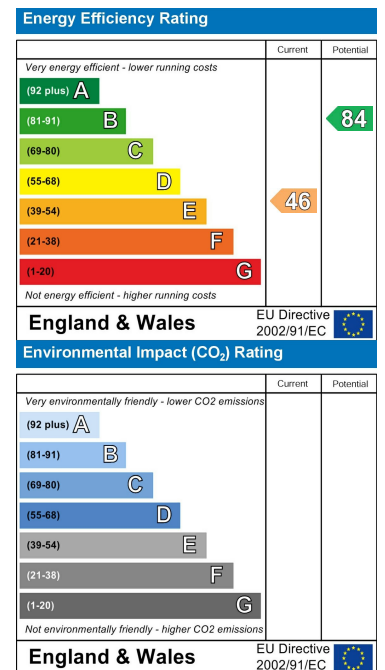 Energy Efficiency Rating
Current Potential
Very energy efficient - lower running costs
(92 plus) A
(81-91) B 84
(69-80) C
(55-68) D
(39-54) E 46
(21-38) F
(1-20) G
Not energy efficient - higher running costs
England & Wales
EU Directive
2002/91/EC
Environmental Impact (CO₂) Rating
Current Potential
Very environmentally friendly - lower CO2 emissions
(92 plus) A
(81-91) B
(69-80) C
(55-68) D
(39-54) E
(21-38) F
(1-20) G
Not environmentally friendly - higher CO2 emissions
England & Wales
EU Directive
2002/91/EC